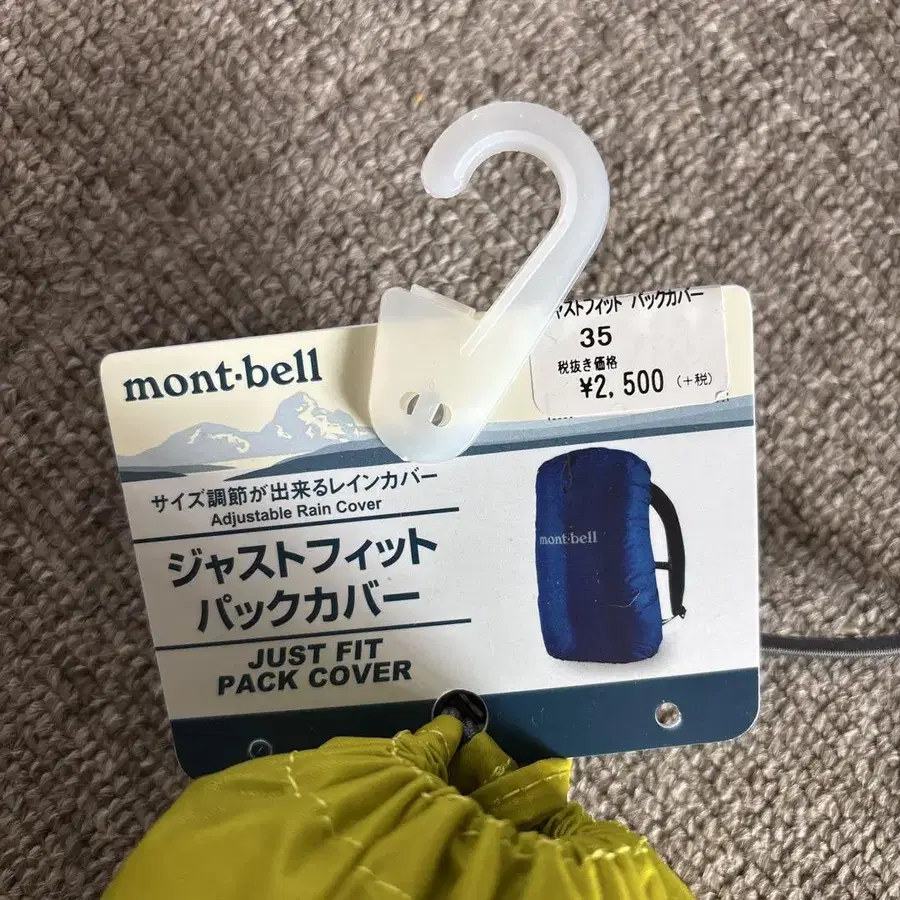 ャストフィット パックカバー
35
税抜き価格
¥2,500 (+税)
mont-bell
サイズ調節が出来るレインカバー
Adjustable Rain Cover
ジャストフィット
パックカバー
JUST FIT
PACK COVER
mont-bell